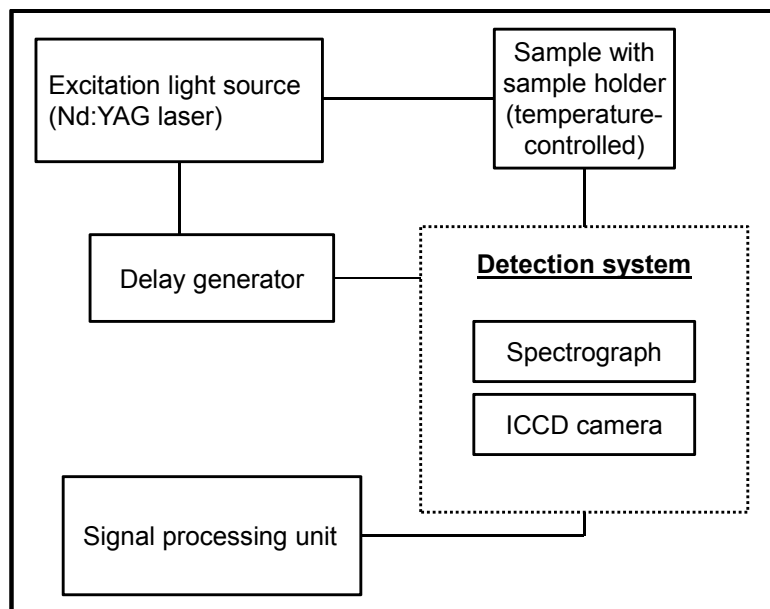 Excitation light source
(Nd:YAG laser)
Sample with
sample holder
(temperature-
controlled)
Delay generator
Detection system
Spectrograph
ICCD camera
Signal processing unit